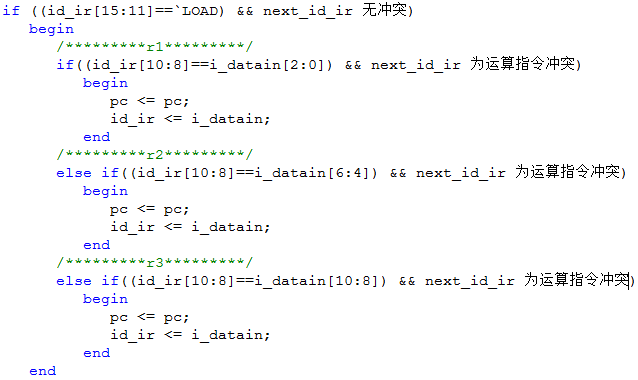 if ((id_ir[15:11]==`LOAD) && next_id_ir 无冲突)
begin
/*********r1*********/
if((id_ir[10:8]==i_datain[2:0]) && next_id_ir 为运算指令冲突)
begin
pc <= pc;
id_ir <= i_datain;
end
/*********r2*********/
else if((id_ir[10:8]==i_datain[6:4]) && next_id_ir 为运算指令冲突)
begin
pc <= pc;
id_ir <= i_datain;
end
/*********r3*********/
else if((id_ir[10:8]==i_datain[10:8]) && next_id_ir 为运算指令冲突)
begin
pc <= pc;
id_ir <= i_datain;
end
end